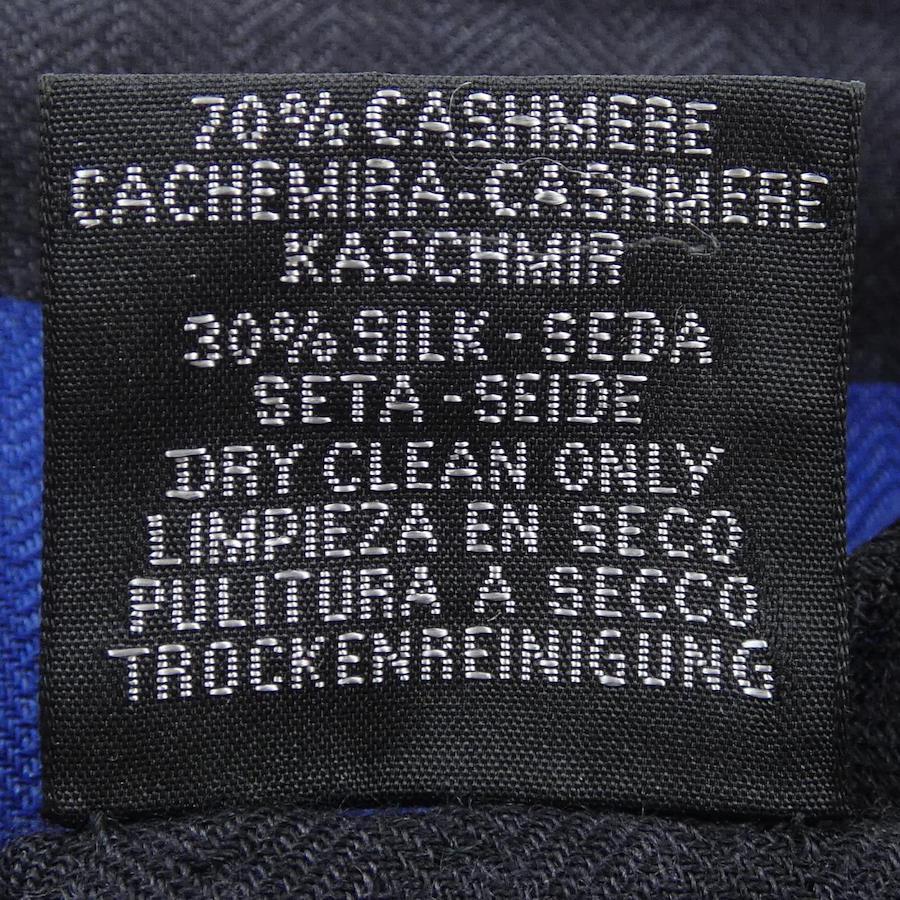 70% CASHMERE
CACHEMIRA-CASHMERE
KASCHMIR
30% SILK - SEDA
SETA - SEIDE
DRY CLEAN ONLY
LIMPIEZA EN SECO
PULITURA A SECCO
TROCKENREINIGUNG